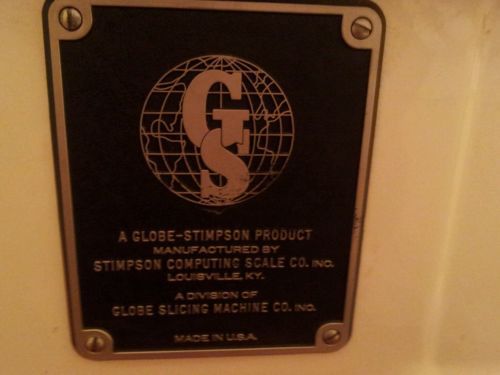 GS
A GLOBE-STIMPSON PRODUCT
MANUFACTURED BY
STIMPSON COMPUTING SCALE CO. INC.
LOUISVILLE, KY.
A DIVISION OF
GLOBE SLICING MACHINE CO. INC.
MADE IN U.S.A.